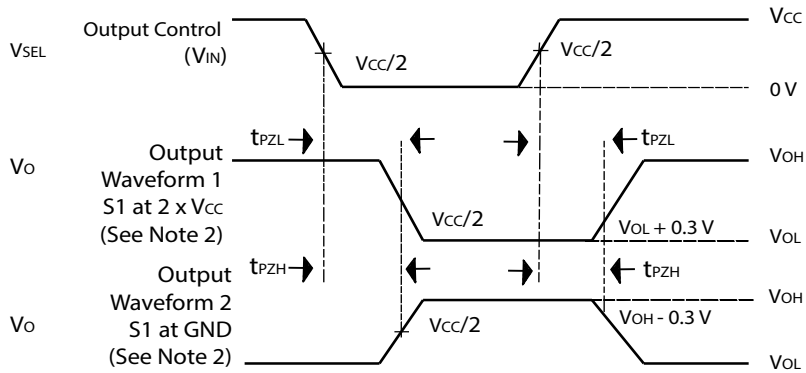 VSEL
Output Control
(VIN)
VCC/2
VCC/2
VCC
0 V
tPZL
tPZL
VO
Output
Waveform 1
S1 at 2 x VCC
(See Note 2)
VCC/2
VOH
VOL + 0.3 V
VOL
tPZH
tPZH
VO
Output
Waveform 2
S1 at GND
(See Note 2)
VCC/2
VOH
VOH - 0.3 V
VOL